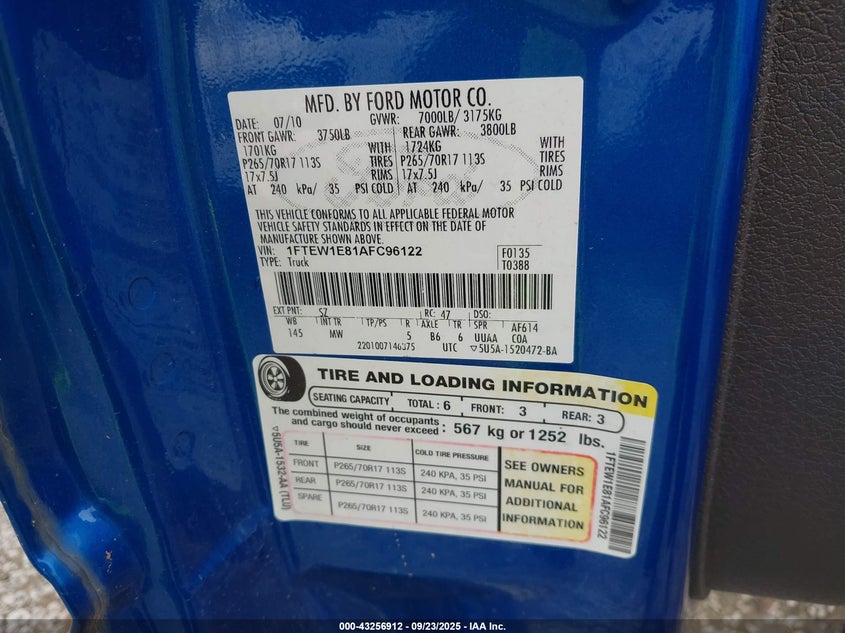 MFD. BY FORD MOTOR CO.
DATE: 07/10 GVWR: 7000LB/ 3175KG
FRONT GAWR: 3750LB REAR GAWR: 3800LB
1701KG WITH 1724KG WITH
P265/70R17 113S TIRES P265/70R17 113S TIRES
17x7.5J RIMS 17x7.5J RIMS
AT 240 kPa/ 35 PSI COLD AT 240 kPa/ 35 PSI COLD
THIS VEHICLE CONFORMS TO ALL APPLICABLE FEDERAL MOTOR
VEHICLE SAFETY STANDARDS IN EFFECT ON THE DATE OF
MANUFACTURE SHOWN ABOVE.
VIN: 1FTEW1E81AFC96122 F0135
TYPE: Truck T0388
EXT PNT: SZ RC: 47 DSO:
WB INT TR TP/PS R AXLE TR SPR AF614
145 MW 5 B6 6 UUAA COA
2201007146375 UTC ▽5U5A-1520472-BA
TIRE AND LOADING INFORMATION
SEATING CAPACITY TOTAL : 6 FRONT: 3 REAR: 3
The combined weight of occupants
and cargo should never exceed : 567 kg or 1252 lbs.
TIRE SIZE COLD TIRE PRESSURE
FRONT P265/70R17 113S 240 KPA, 35 PSI
REAR P265/70R17 113S 240 KPA, 35 PSI
SPARE P265/70R17 113S 240 KPA, 35 PSI
SEE OWNERS
MANUAL FOR
ADDITIONAL
INFORMATION
▽5U5A-1532-AA (TLU)
1FTEW1E81AFC96122
000-43256912 - 09/23/2025 - IAA Inc.